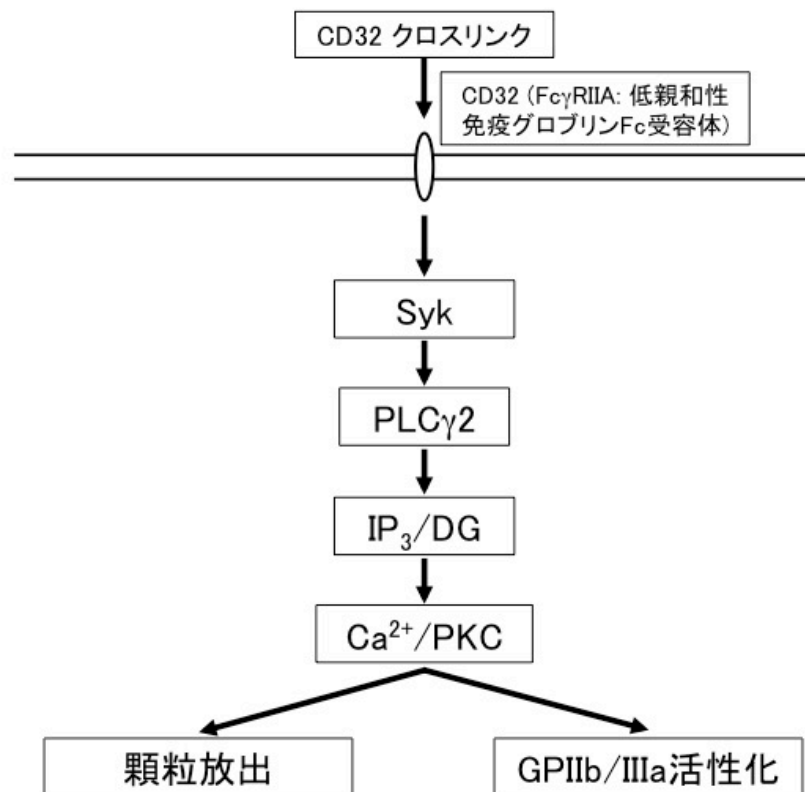 CD32 クロスリンク
CD32 (FcγRIIA: 低親和性
免疫グロブリンFc受容体)
Syk
PLCγ2
IP₃/DG
Ca²⁺/PKC
顆粒放出
GPIIb/IIIa活性化